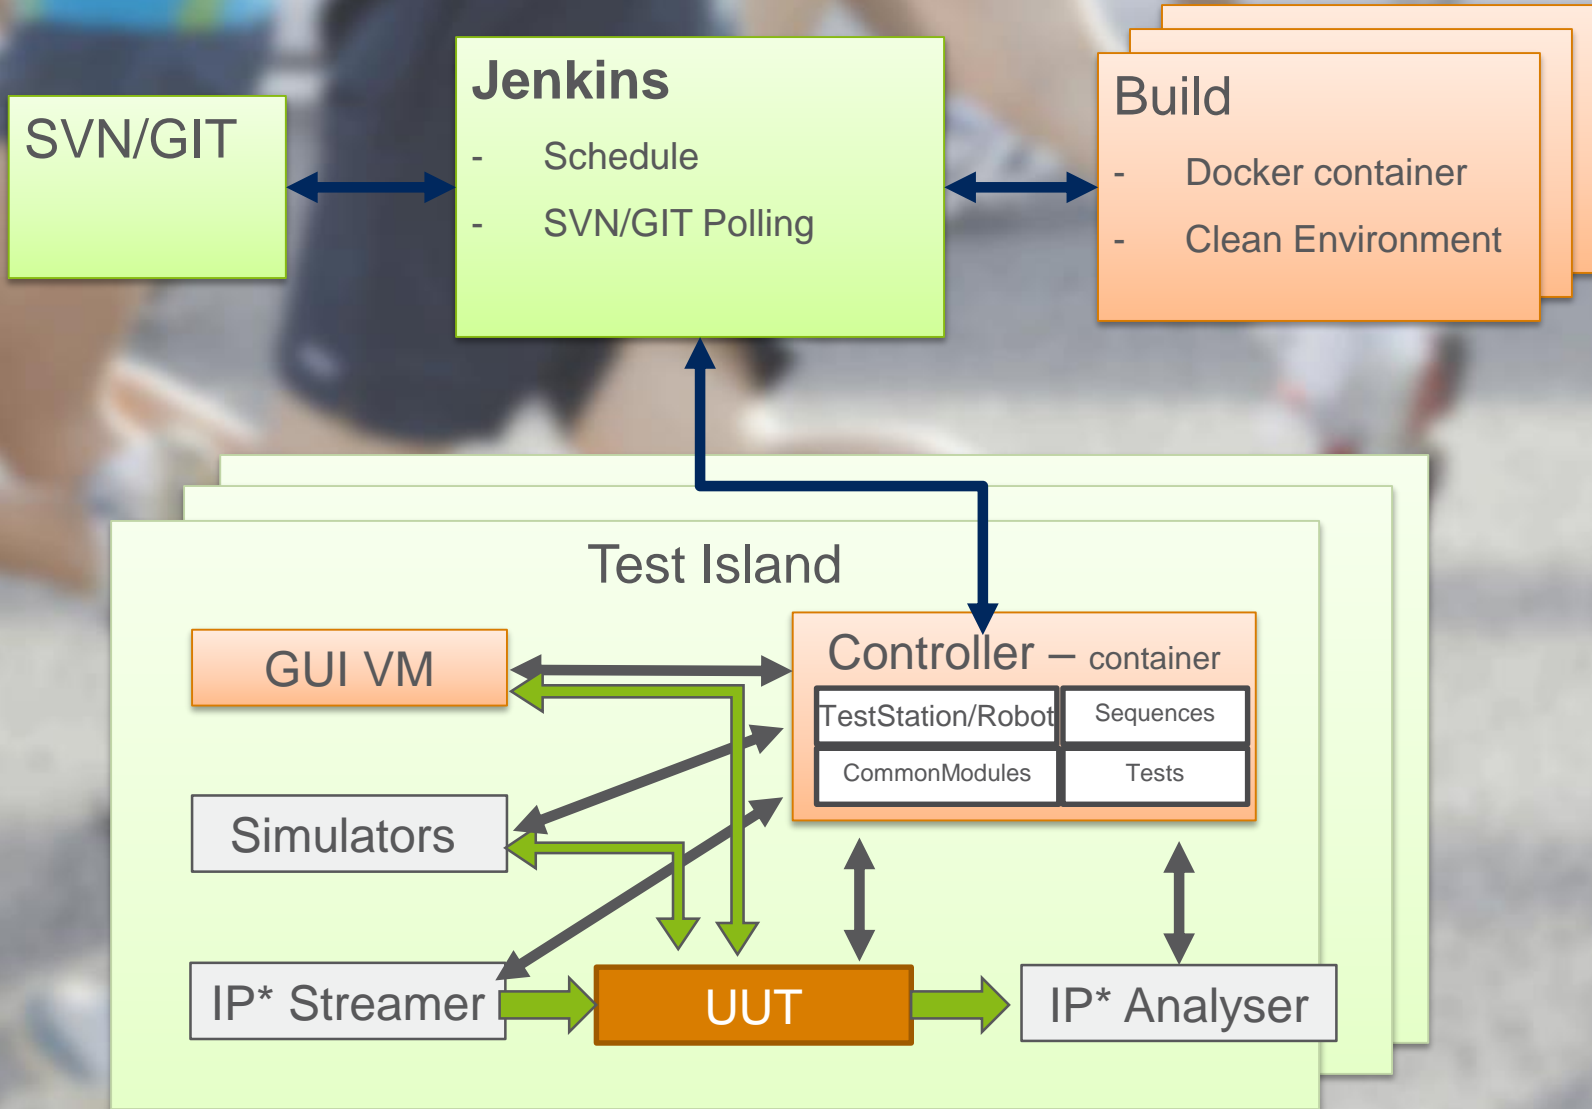 SVN/GIT
Jenkins
- Schedule
- SVN/GIT Polling
Build
- Docker container
- Clean Environment
Test Island
GUI VM
Controller – container
TestStation/Robot
Sequences
CommonModules
Tests
Simulators
IP* Streamer
UUT
IP* Analyser